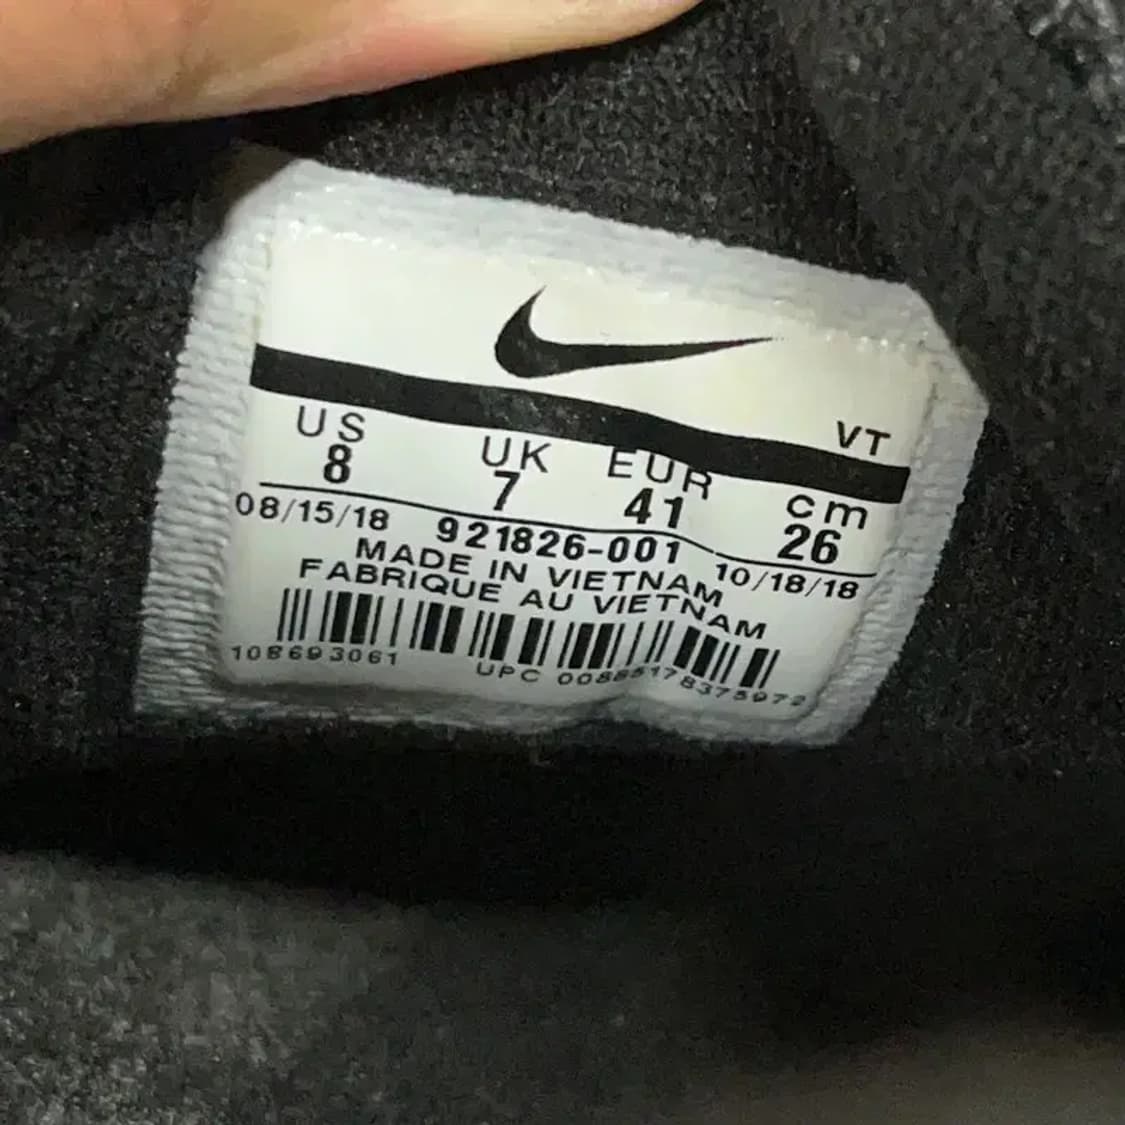 VT
US UK EUR cm
8 7 41 26
08/15/18 921826-001 10/18/18
MADE IN VIETNAM
FABRIQUE AU VIETNAM
108693061 UPC 00885178375972